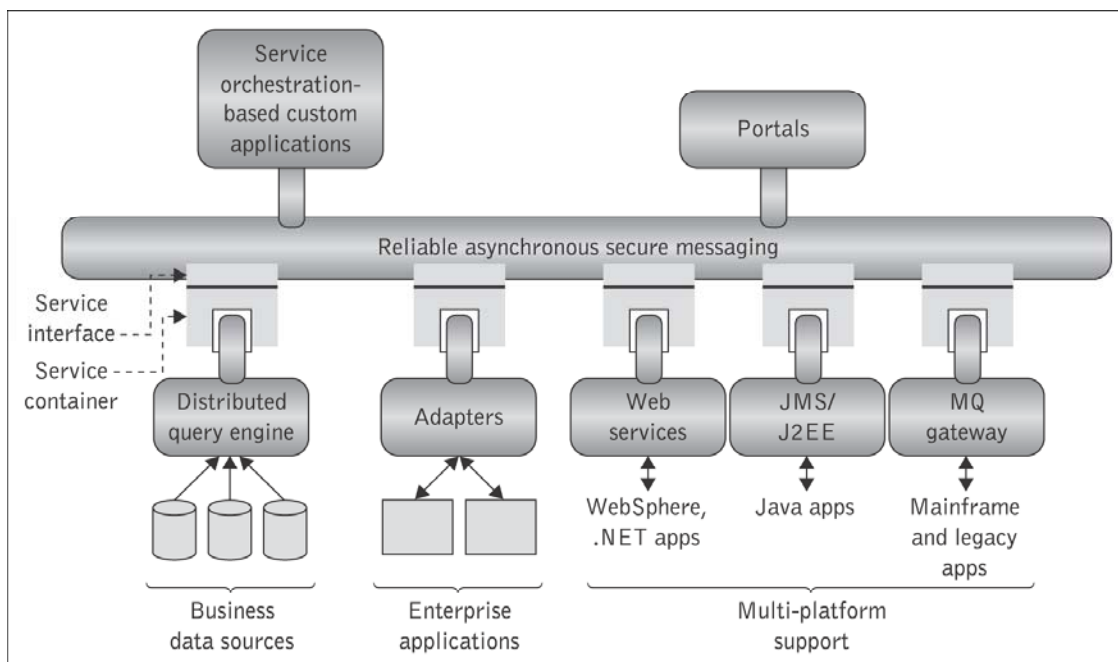 Service
orchestration-
based custom
applications
Portals
Reliable asynchronous secure messaging
Service
interface
Service
container
Distributed
query engine
Adapters
Web
services
JMS/
J2EE
MQ
gateway
WebSphere,
.NET apps
Java apps
Mainframe
and legacy
apps
Business
data sources
Enterprise
applications
Multi-platform
support